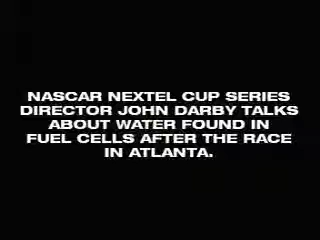 NASCAR NEXTEL CUP SERIES
DIRECTOR JOHN DARBY TALKS
ABOUT WATER FOUND IN
FUEL CELLS AFTER THE RACE
IN ATLANTA.